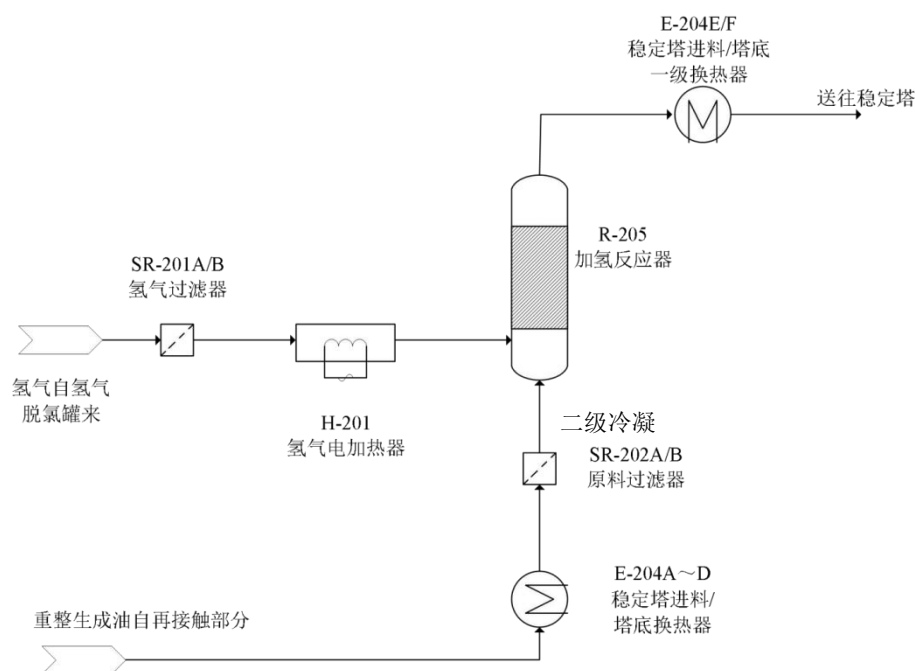 E-204E/F
稳定塔进料/塔底
一级换热器
送往稳定塔
R-205
加氢反应器
SR-201A/B
氢气过滤器
氢气自氢气
脱氯罐来
H-201
氢气电加热器
二级冷凝
SR-202A/B
原料过滤器
E-204A～D
稳定塔进料/
塔底换热器
重整生成油自再接触部分